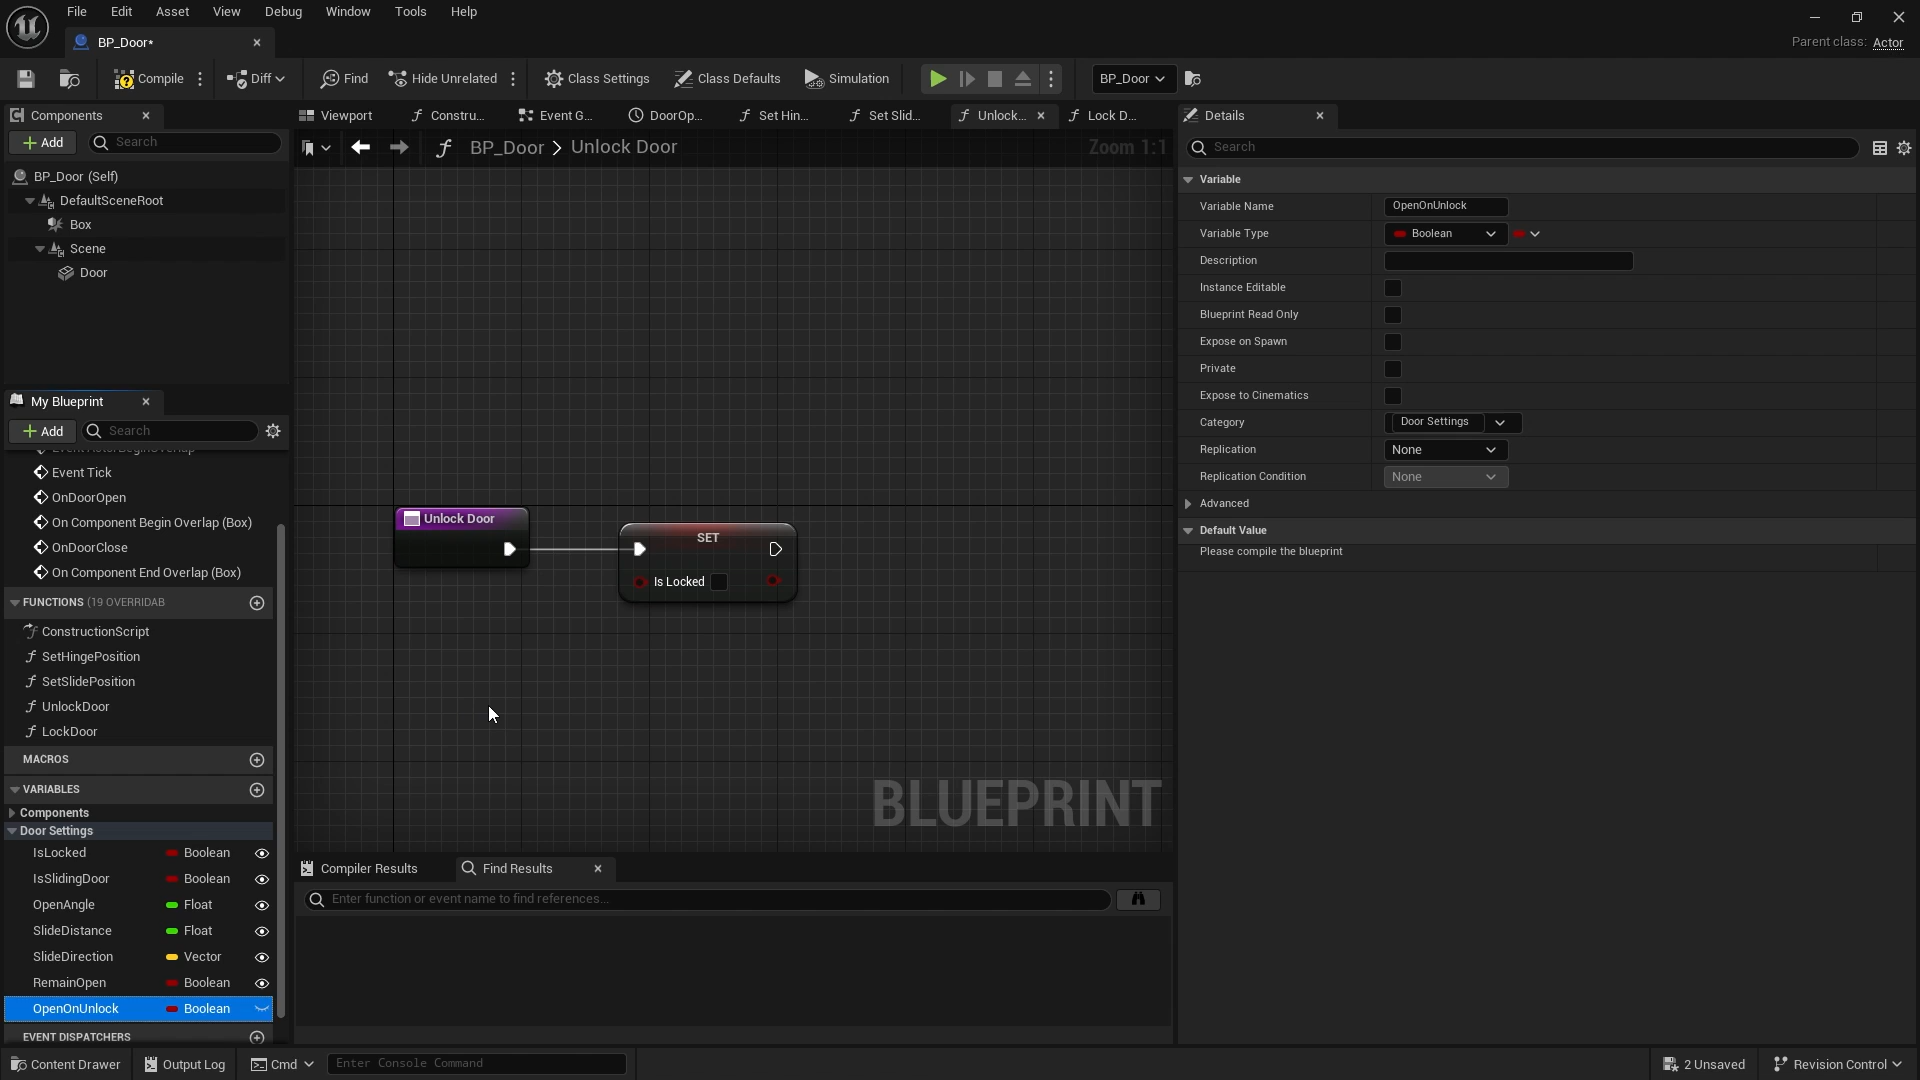 File Edit Asset View Debug Window Tools Help
BP_Door*
Parent class: Actor
Compile Diff Find Hide Unrelated Class Settings Class Defaults Simulation BP_Door
Components
Add Search
BP_Door (Self)
DefaultSceneRoot
Box
Scene
Door
My Blueprint
Add Search
Event ActorBeginOverlap
Event Tick
OnDoorOpen
On Component Begin Overlap (Box)
OnDoorClose
On Component End Overlap (Box)
FUNCTIONS (19 OVERRIDAB
ConstructionScript
SetHingePosition
SetSlidePosition
UnlockDoor
LockDoor
MACROS
VARIABLES
Components
Door Settings
IsLocked Boolean
IsSlidingDoor Boolean
OpenAngle Float
SlideDistance Float
SlideDirection Vector
RemainOpen Boolean
OpenOnUnlock Boolean
EVENT DISPATCHERS
Viewport Constru... Event G... DoorOp... Set Hin... Set Slid... Unlock... Lock D...
BP_Door > Unlock Door
Zoom 1:1
Unlock Door
SET
Is Locked
BLUEPRINT
Compiler Results Find Results
Enter function or event name to find references...
Details
Search
Variable
Variable Name OpenOnUnlock
Variable Type Boolean
Description
Instance Editable
Blueprint Read Only
Expose on Spawn
Private
Expose to Cinematics
Category Door Settings
Replication None
Replication Condition None
Advanced
Default Value
Please compile the blueprint
Content Drawer Output Log Cmd Enter Console Command 2 Unsaved Revision Control